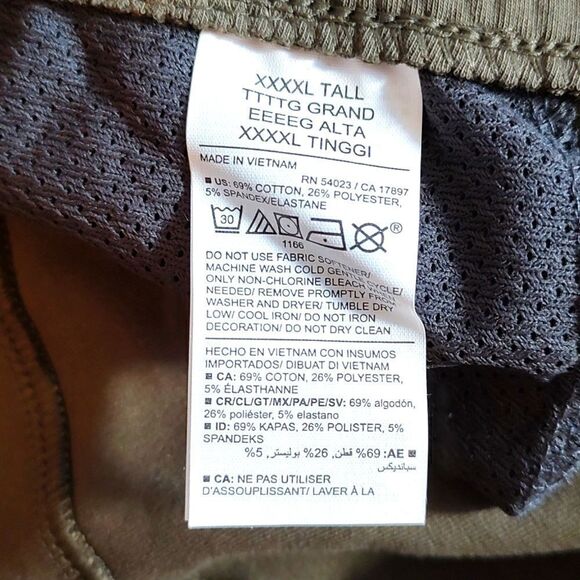 XXXXL TALL
TTTTG GRAND
EEEEG ALTA
XXXXL TINGGI
MADE IN VIETNAM
RN 54023 / CA 17897
■ US: 69% COTTON, 26% POLYESTER,
5% SPANDEX/ELASTANE
30
1166
®
DO NOT USE FABRIC SOFTENER/
MACHINE WASH COLD GENTLE CYCLE/
ONLY NON-CHLORINE BLEACH WHEN
NEEDED/ REMOVE PROMPTLY FROM
WASHER AND DRYER/ TUMBLE DRY
LOW/ COOL IRON/ DO NOT IRON
DECORATION/ DO NOT DRY CLEAN
HECHO EN VIETNAM CON INSUMOS
IMPORTADOS/ DIBUAT DI VIETNAM
■ CA: 69% COTON, 26% POLYESTER,
5% ÉLASTHANNE
■ CR/CL/GT/MX/PA/PE/SV: 69% algodón,
26% poliéster, 5% elastano
■ ID: 69% KAPAS, 26% POLISTER, 5%
SPANDEKS
■ AE: 69% قطن, 26% بوليستر, 5%
سبانديكس
■ CA: NE PAS UTILISER
D'ASSOUPLISSANT/ LAVER À LA